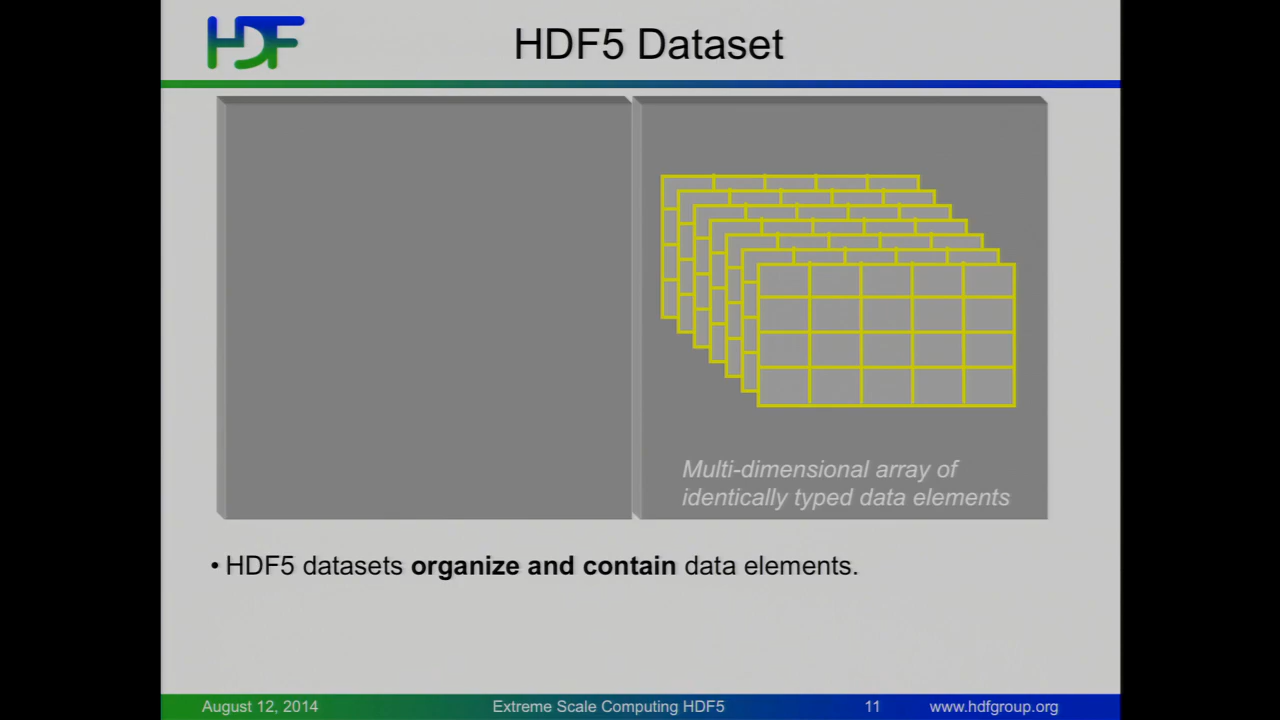 HDF
HDF5 Dataset
Multi-dimensional array of
identically typed data elements
• HDF5 datasets organize and contain data elements.
August 12, 2014
Extreme Scale Computing HDF5
11
www.hdfgroup.org